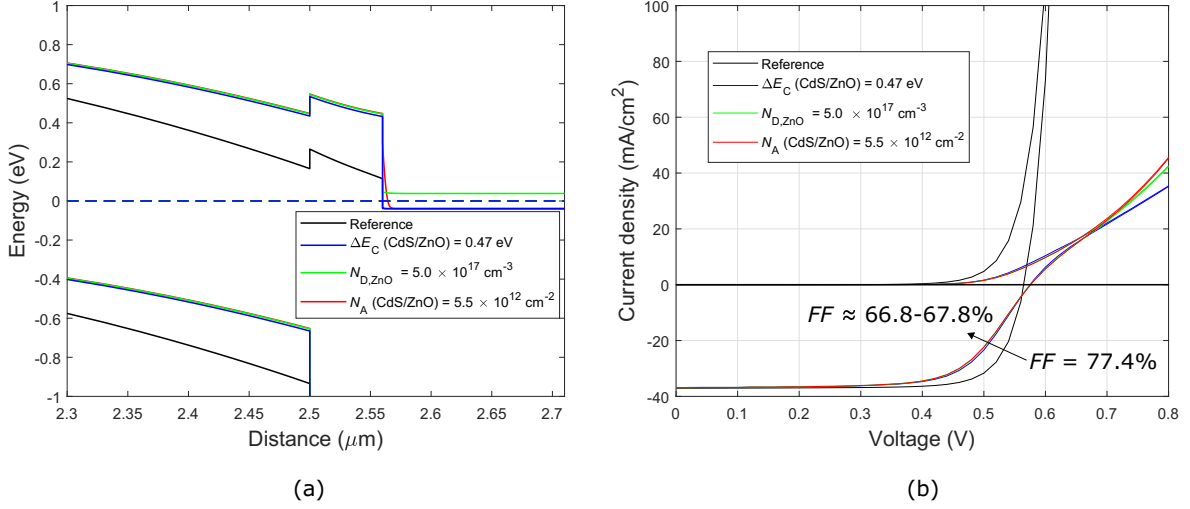 1
0.8
0.6
0.4
0.2
0
-0.2
-0.4
-0.6
-0.8
-1
Energy (eV)
Reference
ΔE_C (CdS/ZnO) = 0.47 eV
N_D,ZnO = 5.0 × 10^17 cm^-3
N_A (CdS/ZnO) = 5.5 × 10^12 cm^-2
2.3 2.35 2.4 2.45 2.5 2.55 2.6 2.65 2.7
Distance (μm)
(a)
100
80
60
40
20
0
-20
-40
Current density (mA/cm^2)
Reference
ΔE_C (CdS/ZnO) = 0.47 eV
N_D,ZnO = 5.0 × 10^17 cm^-3
N_A (CdS/ZnO) = 5.5 × 10^12 cm^-2
FF ≈ 66.8-67.8%
FF = 77.4%
0 0.1 0.2 0.3 0.4 0.5 0.6 0.7 0.8
Voltage (V)
(b)